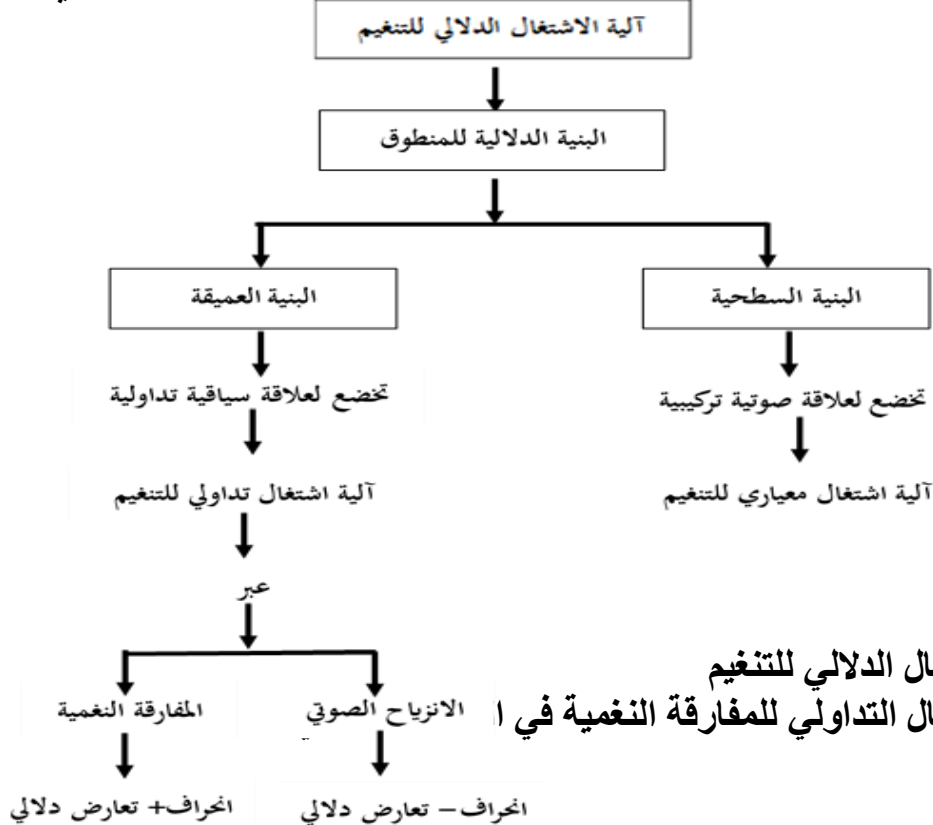 آلية الاشتغال الدلالي للتنغيم
البنية الدلالية للمنطوق
البنية السطحية
البنية العميقة
تخضع لعلاقة صوتية تركيبية
تخضع لعلاقة سياقية تداولية
آلية اشتغال معياري للتنغيم
آلية اشتغال تداولي للتنغيم
عبر
الدلالي للتنغيم
التداولي للمفارقة النغمية في
الانزياح الصوتي
المفارقة النغمية
انحراف – تعارض دلالي
انحراف+ تعارض دلالي